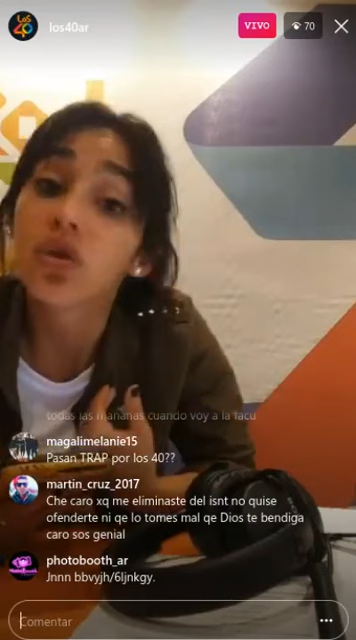 LOS
40
los40ar
VIVO
70
todas las mañanas cuando voy a la facu
magalimelanie15
Pasan TRAP por los 40??
martin_cruz_2017
Che caro xq me eliminaste del isnt no quise
ofenderte ni qe lo tomes mal qe Dios te bendiga
caro sos genial
photobooth_ar
Jnnn bbvyjh/6ljnkgy.
Comentar